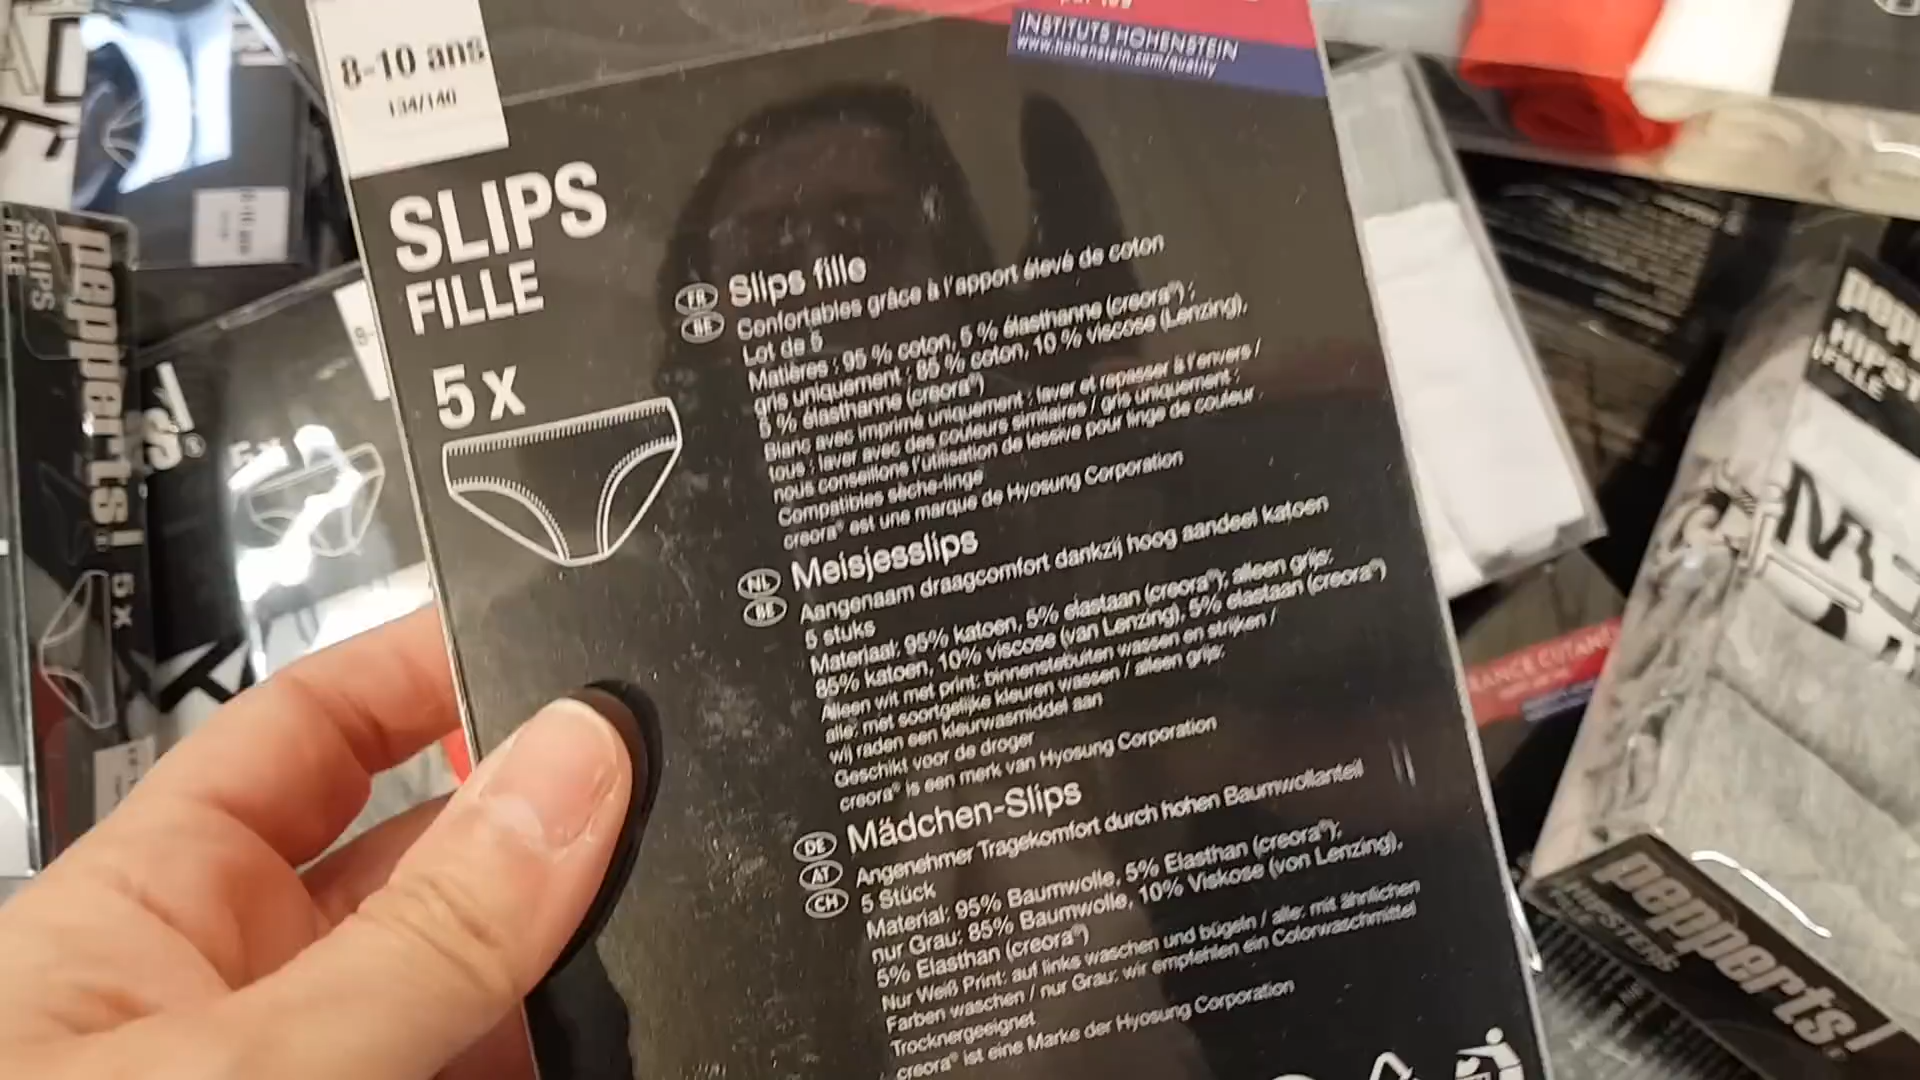 INSTITUTS HOHENSTEIN
www.hohenstein.com/quality
8-10 ans
134/140
SLIPS
FILLE
5 x
FR
BE
Slips fille
Confortables grâce à l'apport élevé de coton
Lot de 5
Matières : 95 % coton, 5 % élasthanne (creora®) ;
gris uniquement : 85 % coton, 10 % viscose (Lenzing),
5 % élasthanne (creora®)
Blanc avec imprimé uniquement : laver et repasser à l'envers /
tous : laver avec des couleurs similaires / gris uniquement :
nous conseillons l'utilisation de lessive pour linge de couleur
Compatibles sèche-linge
creora® est une marque de Hyosung Corporation
NL
BE
Meisjesslips
Aangenaam draagcomfort dankzij hoog aandeel katoen
5 stuks
Materiaal: 95% katoen, 5% elastaan (creora®); alleen grijs:
85% katoen, 10% viscose (van Lenzing), 5% elastaan (creora®)
Alleen wit met print: binnenstebuiten wassen en strijken /
alle: met soortgelijke kleuren wassen / alleen grijs:
wij raden een kleurwasmiddel aan
Geschikt voor de droger
creora® is een merk van Hyosung Corporation
DE
AT
CH
Mädchen-Slips
Angenehmer Tragekomfort durch hohen Baumwollanteil
5 Stück
Material: 95% Baumwolle, 5% Elasthan (creora®);
nur Grau: 85% Baumwolle, 10% Viskose (von Lenzing),
5% Elasthan (creora®)
Nur Weiß Print: auf links waschen und bügeln / alle: mit ähnlichen
Farben waschen / nur Grau: wir empfehlen ein Colorwaschmittel
Trocknergeeignet
creora® ist eine Marke der Hyosung Corporation
pepperts!
SLIPS
FILLE
5 x
HIPST
FILLE
pepperts!
HIPSTERS
FILLE